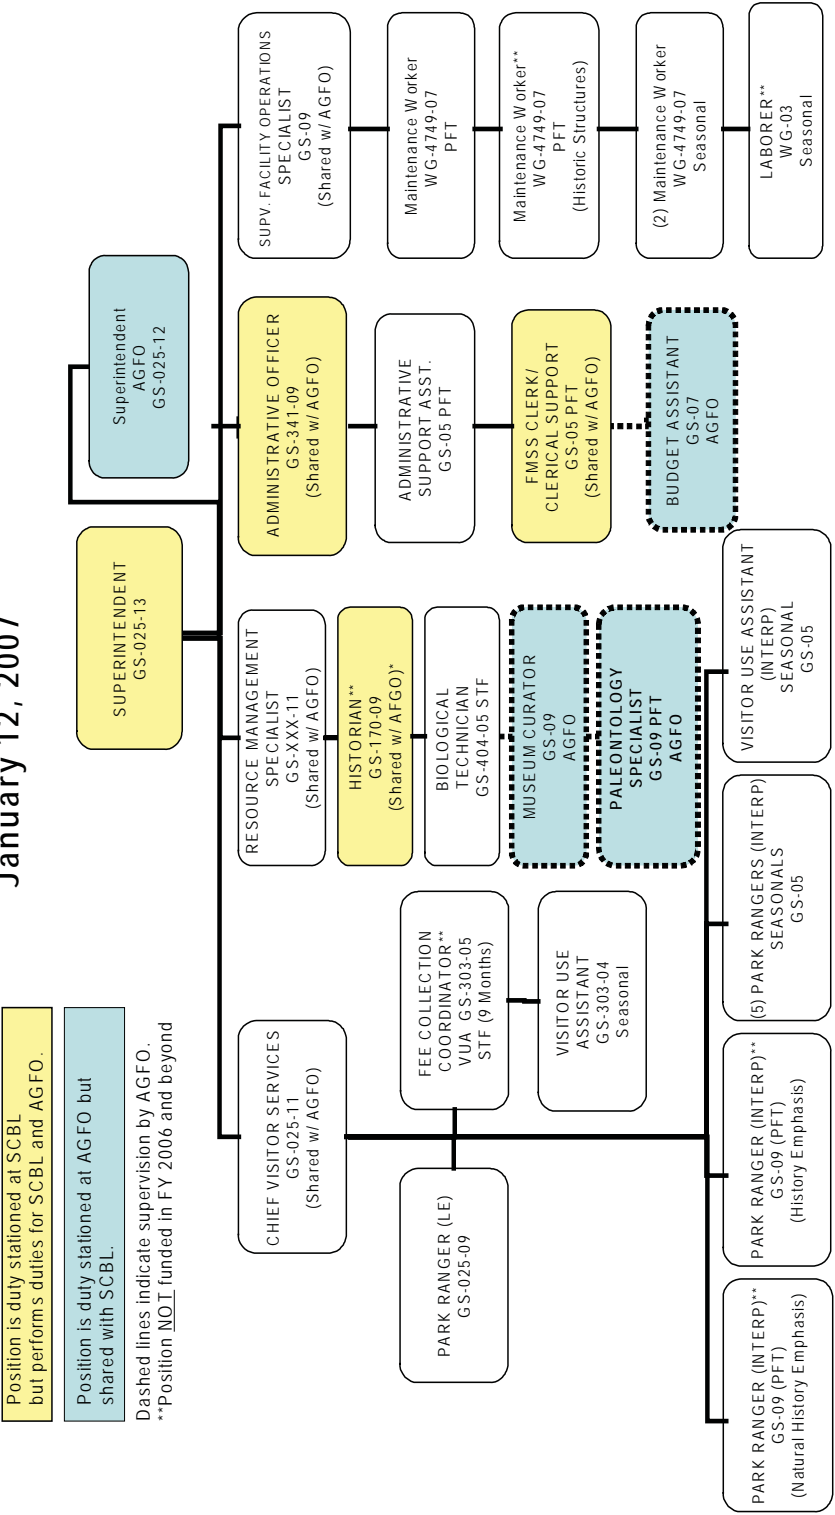 January 12, 2007
Position is duty stationed at SCBL
but performs duties for SCBL and AGFO.
Position is duty stationed at AGFO but
shared with SCBL.
Dashed lines indicate supervision by AGFO.
**Position NOT funded in FY 2006 and beyond
SUPERINTENDENT
GS-025-13
Superintendent
AGFO
GS-025-12
CHIEF VISITOR SERVICES
GS-025-11
(Shared w/ AGFO)
PARK RANGER (LE)
GS-025-09
FEE COLLECTION
COORDINATOR**
VUA GS-303-05
STF (9 Months)
VISITOR USE
ASSISTANT
GS-303-04
Seasonal
PARK RANGER (INTERP)**
GS-09 (PFT)
(Natural History Emphasis)
PARK RANGER (INTERP)**
GS-09 (PFT)
(History Emphasis)
(5) PARK RANGERS (INTERP)
SEASONALS
GS-05
VISITOR USE ASSISTANT
(INTERP)
SEASONAL
GS-05
RESOURCE MANAGEMENT
SPECIALIST
GS-XXX-11
(Shared w/ AGFO)
HISTORIAN**
GS-170-09
(Shared w/ AFGO)*
BIOLOGICAL
TECHNICIAN
GS-404-05 STF
MUSEUM CURATOR
GS-09
AGFO
PALEONTOLOGY
SPECIALIST
GS-09 PFT
AGFO
ADMINISTRATIVE OFFICER
GS-341-09
(Shared w/ AGFO)
ADMINISTRATIVE
SUPPORT ASST.
GS-05 PFT
FMSS CLERK/
CLERICAL SUPPORT
GS-05 PFT
(Shared w/ AGFO)
BUDGET ASSISTANT
GS-07
AGFO
SUPV. FACILITY OPERATIONS
SPECIALIST
GS-09
(Shared w/ AGFO)
Maintenance Worker
WG-4749-07
PFT
Maintenance Worker**
WG-4749-07
PFT
(Historic Structures)
(2) Maintenance Worker
WG-4749-07
Seasonal
LABORER**
WG-03
Seasonal